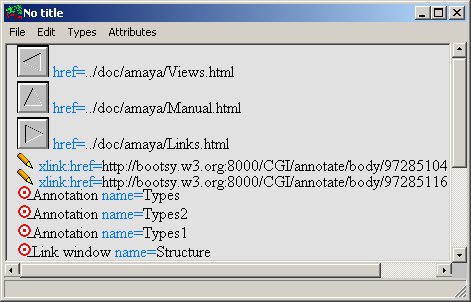 No title
File Edit Types Attributes
href=../doc/amaya/Views.html
href=../doc/amaya/Manual.html
href=../doc/amaya/Links.html
xlink:href=http://bootsy.w3.org:8000/CGI/annotate/body/97285104
xlink:href=http://bootsy.w3.org:8000/CGI/annotate/body/97285116
Annotation name=Types
Annotation name=Types2
Annotation name=Types1
Link window name=Structure